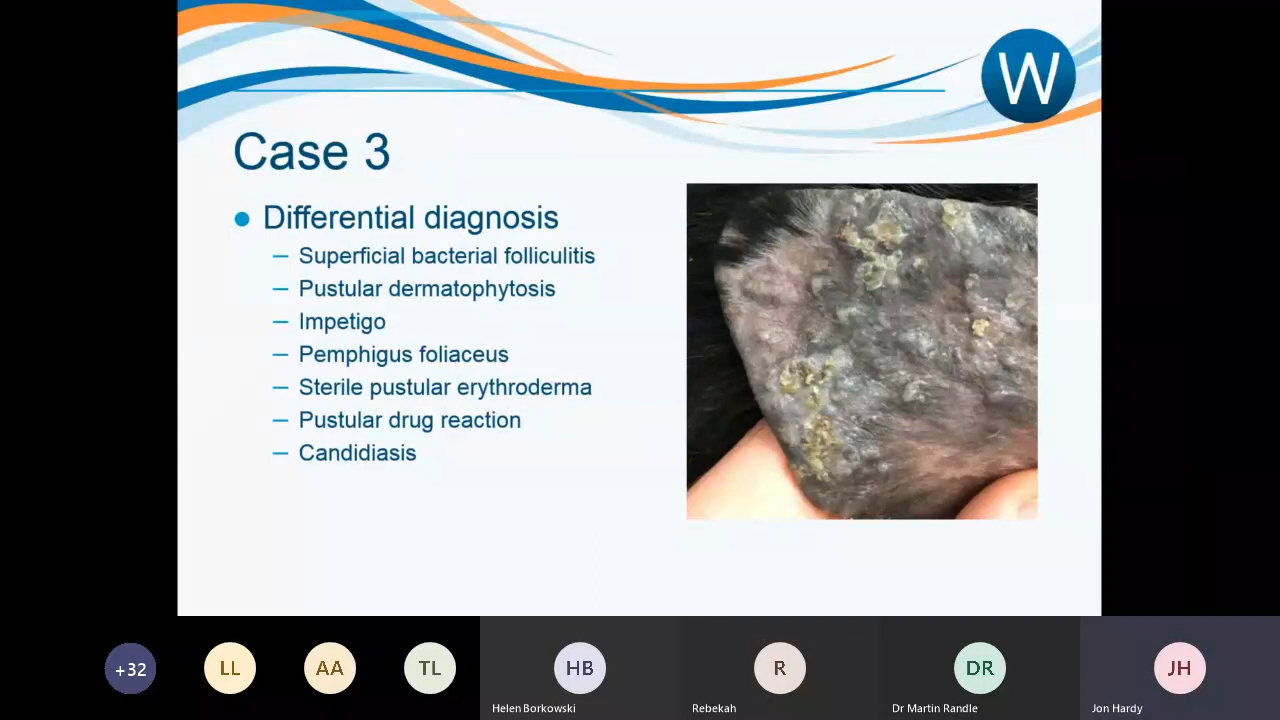 W
Case 3
Differential diagnosis
– Superficial bacterial folliculitis
– Pustular dermatophytosis
– Impetigo
– Pemphigus foliaceus
– Sterile pustular erythroderma
– Pustular drug reaction
– Candidiasis
+32
LL
AA
TL
HB
R
DR
JH
Helen Borkowski
Rebekah
Dr Martin Randle
Jon Hardy